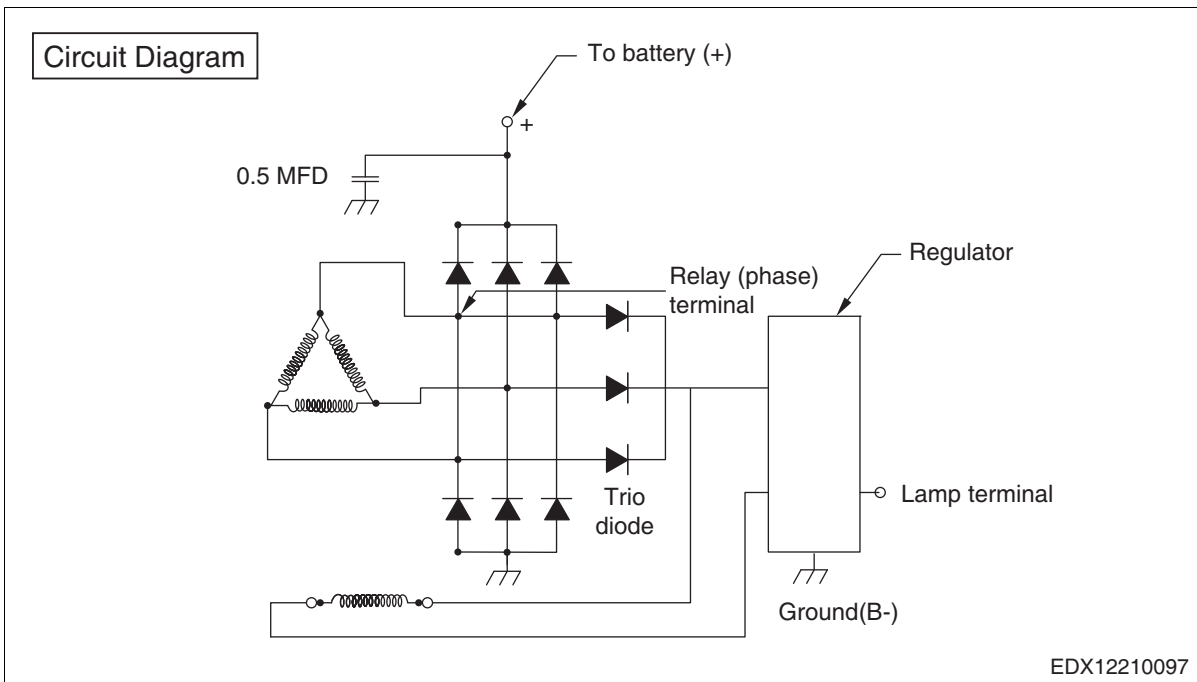 Circuit Diagram
To battery (+)
+
0.5 MFD
Regulator
Relay (phase)
terminal
Trio
diode
Lamp terminal
Ground(B-)
EDX12210097